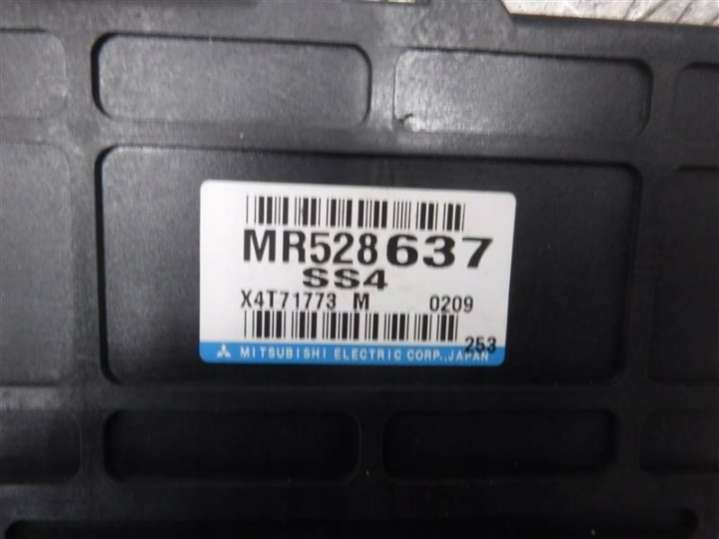 MR528637
SS4
X4T71773 M 0209
253
MITSUBISHI ELECTRIC CORP.,JAPAN